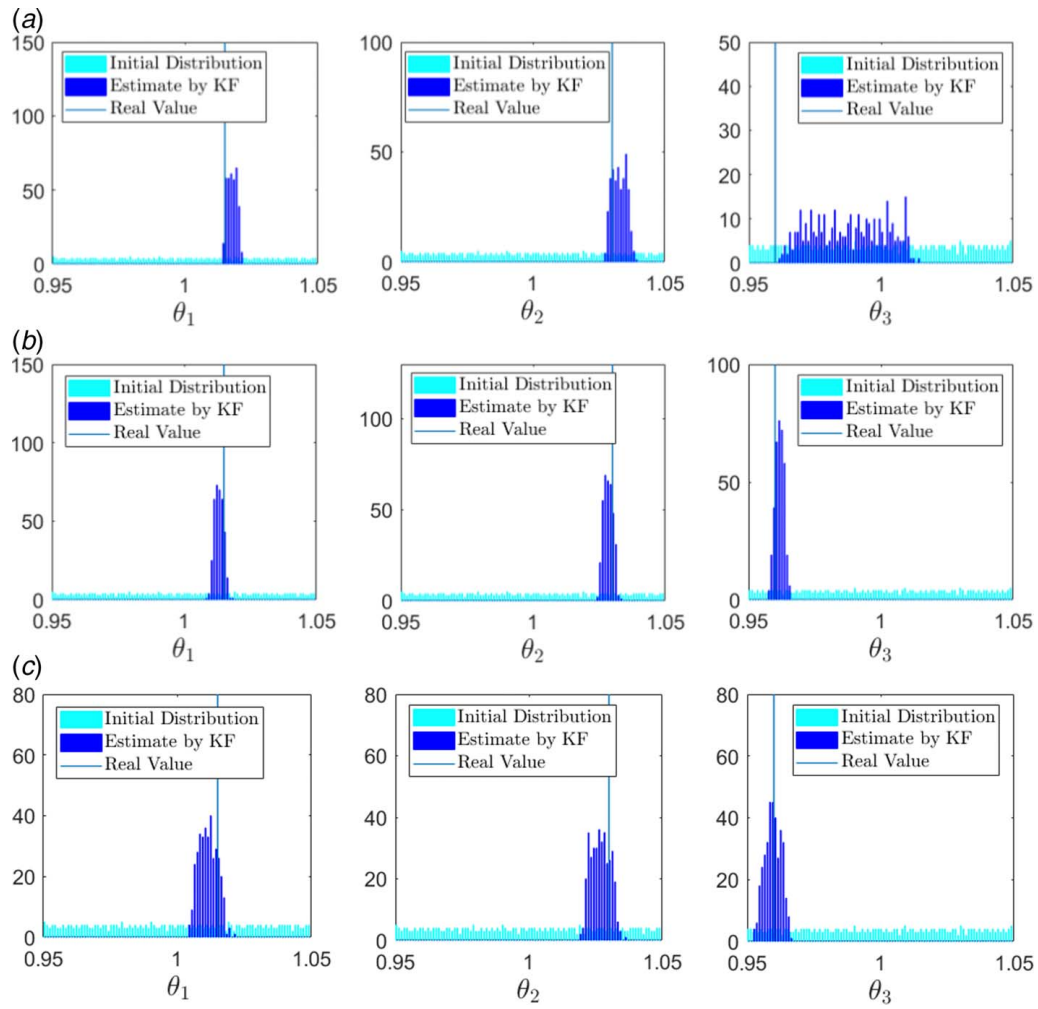 (a)
150
100
50
0
Initial Distribution
Estimate by KF
Real Value
0.95 1 1.05
θ1
100
50
0
Initial Distribution
Estimate by KF
Real Value
0.95 1 1.05
θ2
50
40
30
20
10
0
Initial Distribution
Estimate by KF
Real Value
0.95 1 1.05
θ3
(b)
150
100
50
0
Initial Distribution
Estimate by KF
Real Value
0.95 1 1.05
θ1
100
50
0
Initial Distribution
Estimate by KF
Real Value
0.95 1 1.05
θ2
100
50
0
Initial Distribution
Estimate by KF
Real Value
0.95 1 1.05
θ3
(c)
80
60
40
20
0
Initial Distribution
Estimate by KF
Real Value
0.95 1 1.05
θ1
80
60
40
20
0
Initial Distribution
Estimate by KF
Real Value
0.95 1 1.05
θ2
80
60
40
20
0
Initial Distribution
Estimate by KF
Real Value
0.95 1 1.05
θ3